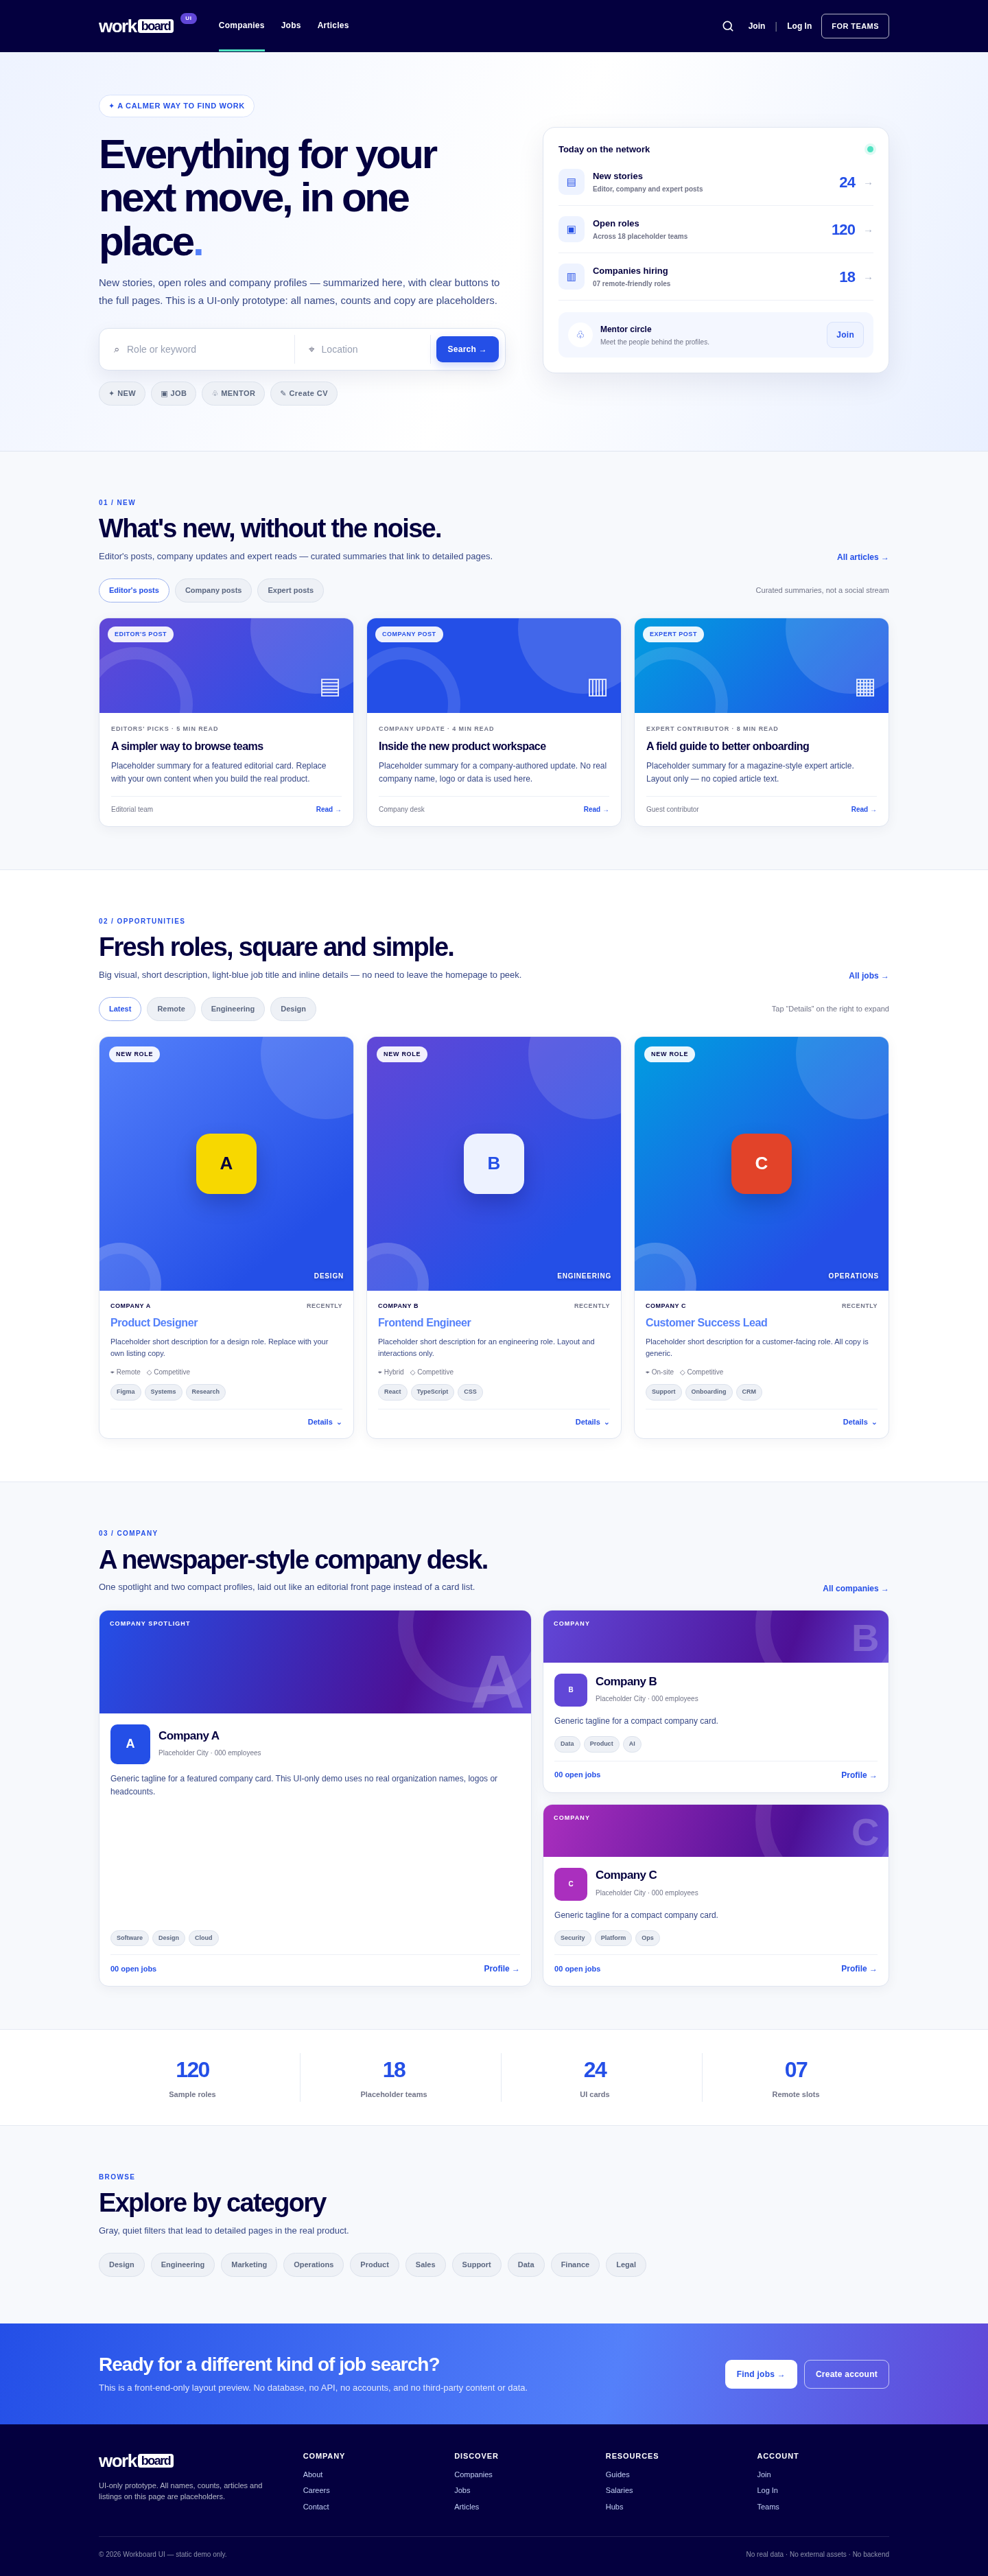 workboard UI Companies Jobs Articles Join | Log In FOR TEAMS
✦ A CALMER WAY TO FIND WORK
Everything for your
next move, in one
place.
New stories, open roles and company profiles — summarized here, with clear buttons to
the full pages. This is a UI-only prototype: all names, counts and copy are placeholders.
Role or keyword Location Search →
✦ NEW ▣ JOB MENTOR ✎ Create CV
Today on the network
New stories
Editor, company and expert posts
24 →
Open roles
Across 18 placeholder teams
120 →
Companies hiring
07 remote-friendly roles
18 →
Mentor circle
Meet the people behind the profiles.
Join
01 / NEW
What's new, without the noise.
Editor's posts, company updates and expert reads — curated summaries that link to detailed pages.
All articles →
Editor's posts Company posts Expert posts
Curated summaries, not a social stream
EDITOR'S POST
EDITORS' PICKS · 5 MIN READ
A simpler way to browse teams
Placeholder summary for a featured editorial card. Replace
with your own content when you build the real product.
Editorial team Read →
COMPANY POST
COMPANY UPDATE · 4 MIN READ
Inside the new product workspace
Placeholder summary for a company-authored update. No real
company name, logo or data is used here.
Company desk Read →
EXPERT POST
EXPERT CONTRIBUTOR · 8 MIN READ
A field guide to better onboarding
Placeholder summary for a magazine-style expert article.
Layout only — no copied article text.
Guest contributor Read →
02 / OPPORTUNITIES
Fresh roles, square and simple.
Big visual, short description, light-blue job title and inline details — no need to leave the homepage to peek.
All jobs →
Latest Remote Engineering Design
Tap "Details" on the right to expand
NEW ROLE
A
DESIGN
COMPANY A RECENTLY
Product Designer
Placeholder short description for a design role. Replace with your
own listing copy.
Remote ◇ Competitive
Figma Systems Research
Details ⌄
NEW ROLE
B
ENGINEERING
COMPANY B RECENTLY
Frontend Engineer
Placeholder short description for an engineering role. Layout and
interactions only.
Hybrid ◇ Competitive
React TypeScript CSS
Details ⌄
NEW ROLE
C
OPERATIONS
COMPANY C RECENTLY
Customer Success Lead
Placeholder short description for a customer-facing role. All copy is
generic.
On-site ◇ Competitive
Support Onboarding CRM
Details ⌄
03 / COMPANY
A newspaper-style company desk.
One spotlight and two compact profiles, laid out like an editorial front page instead of a card list.
All companies →
COMPANY SPOTLIGHT
A
A
Company A
Placeholder City · 000 employees
Generic tagline for a featured company card. This UI-only demo uses no real organization names, logos or
headcounts.
Software Design Cloud
00 open jobs Profile →
COMPANY
B
B
Company B
Placeholder City · 000 employees
Generic tagline for a compact company card.
Data Product AI
00 open jobs Profile →
COMPANY
C
C
Company C
Placeholder City · 000 employees
Generic tagline for a compact company card.
Security Platform Ops
00 open jobs Profile →
120
Sample roles
18
Placeholder teams
24
UI cards
07
Remote slots
BROWSE
Explore by category
Gray, quiet filters that lead to detailed pages in the real product.
Design Engineering Marketing Operations Product Sales Support Data Finance Legal
Ready for a different kind of job search?
This is a front-end-only layout preview. No database, no API, no accounts, and no third-party content or data.
Find jobs → Create account
workboard
UI-only prototype. All names, counts, articles and
listings on this page are placeholders.
COMPANY
About
Careers
Contact
DISCOVER
Companies
Jobs
Articles
RESOURCES
Guides
Salaries
Hubs
ACCOUNT
Join
Log In
Teams
© 2026 Workboard UI — static demo only.
No real data · No external assets · No backend